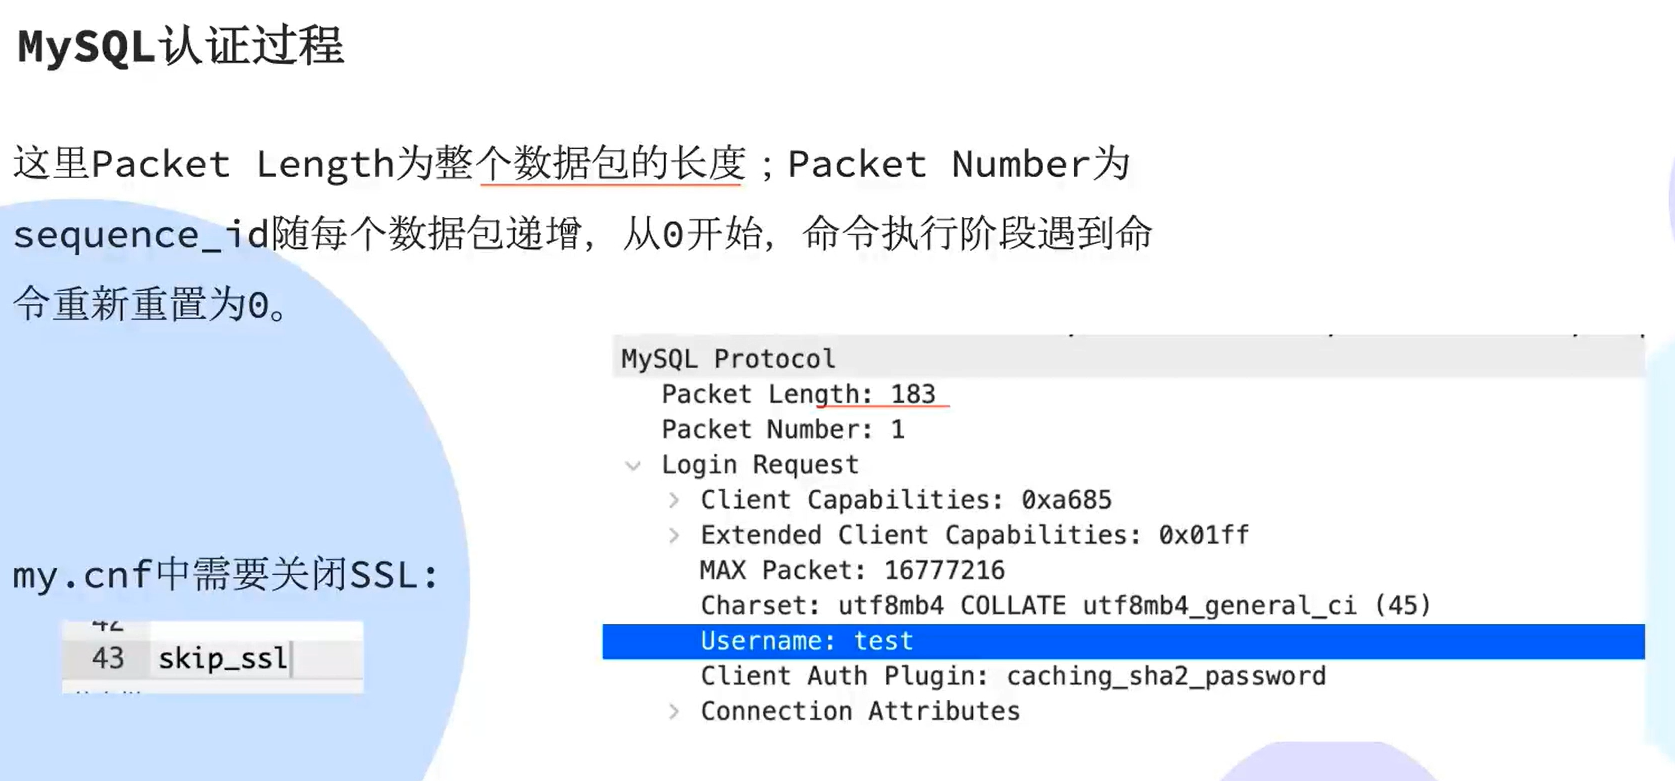 MySQL认证过程
这里Packet Length为整个数据包的长度；Packet Number为
sequence_id随每个数据包递增，从0开始，命令执行阶段遇到命
令重新重置为0。
MySQL Protocol
Packet Length: 183
Packet Number: 1
Login Request
Client Capabilities: 0xa685
Extended Client Capabilities: 0x01ff
MAX Packet: 16777216
Charset: utf8mb4 COLLATE utf8mb4_general_ci (45)
Username: test
Client Auth Plugin: caching_sha2_password
Connection Attributes
my.cnf中需要关闭SSL:
42
43 skip_ssl